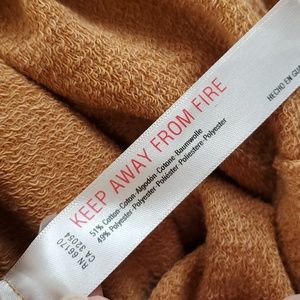 KEEP AWAY FROM FIRE
51% Cotton-Coton-Algodón-Cotone-Baumwolle
49% Polyester-Polyester-Poliéster-Poliestere-Polyester
RN 66170
CA 32054
HECHO EN